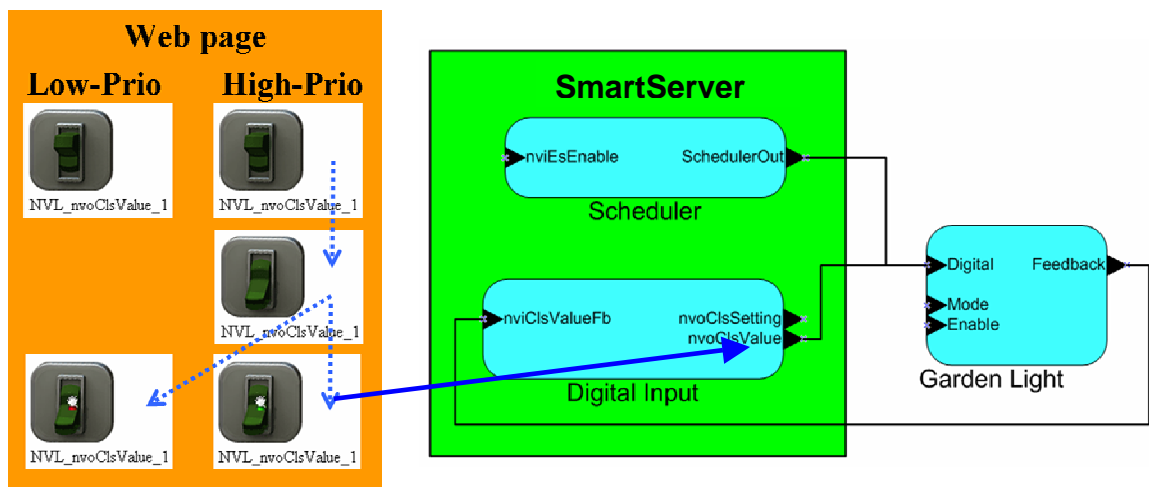 Web page
Low-Prio
High-Prio
NVL_nvoClsValue_1
NVL_nvoClsValue_1
NVL_nvoClsValue_1
NVL_nvoClsValue_1
NVL_nvoClsValue_1
SmartServer
nviEsEnable
SchedulerOut
Scheduler
nviClsValueFb
nvoClsSetting
nvoClsValue
Digital Input
Digital
Feedback
Mode
Enable
Garden Light